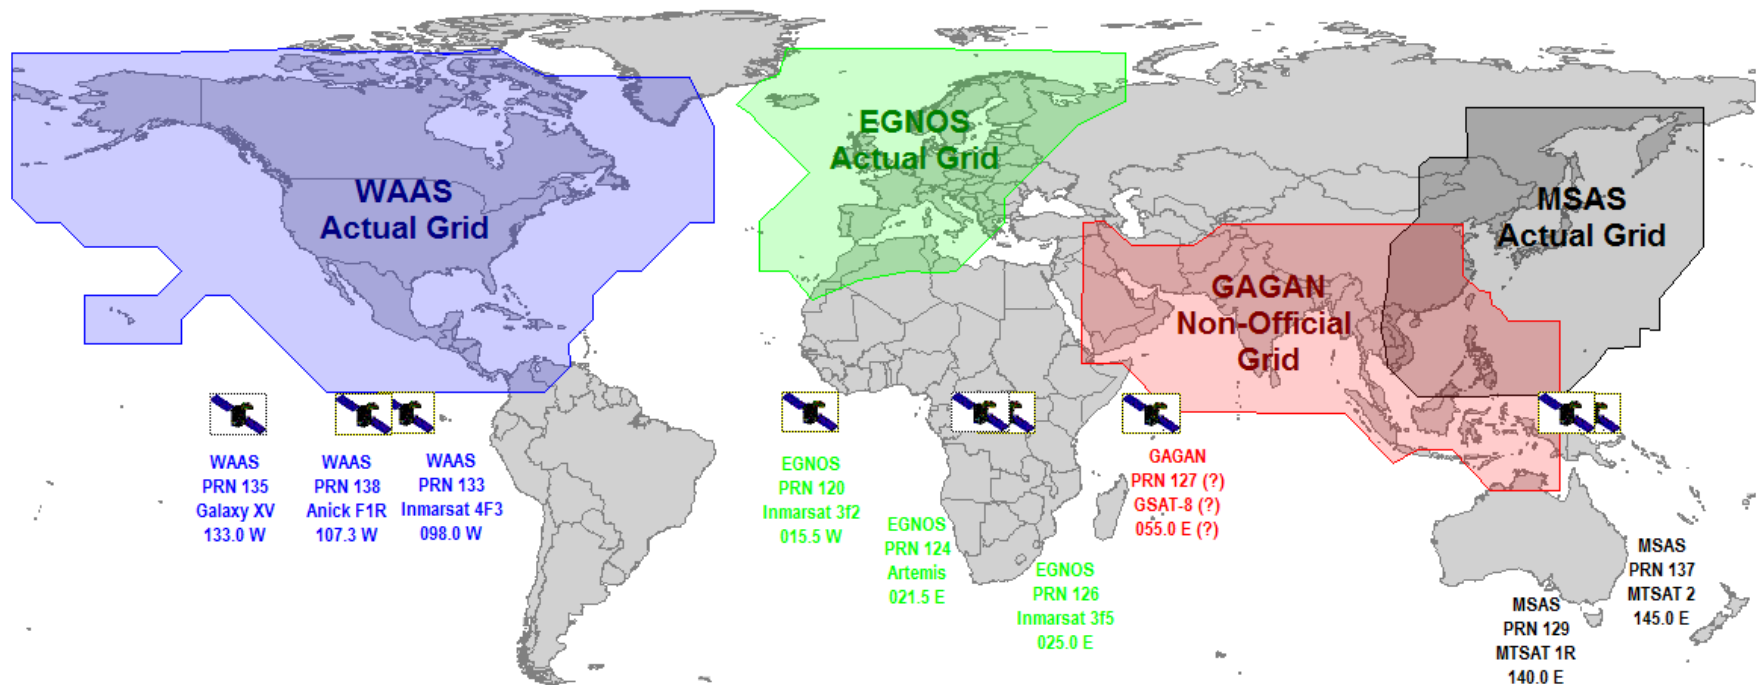 WAAS
Actual Grid
EGNOS
Actual Grid
MSAS
Actual Grid
GAGAN
Non-Official
Grid
WAAS
PRN 135
Galaxy XV
133.0 W
WAAS
PRN 138
Anick F1R
107.3 W
WAAS
PRN 133
Inmarsat 4F3
098.0 W
EGNOS
PRN 120
Inmarsat 3f2
015.5 W
EGNOS
PRN 124
Artemis
021.5 E
EGNOS
PRN 126
Inmarsat 3f5
025.0 E
GAGAN
PRN 127 (?)
GSAT-8 (?)
055.0 E (?)
MSAS
PRN 129
MTSAT 1R
140.0 E
MSAS
PRN 137
MTSAT 2
145.0 E